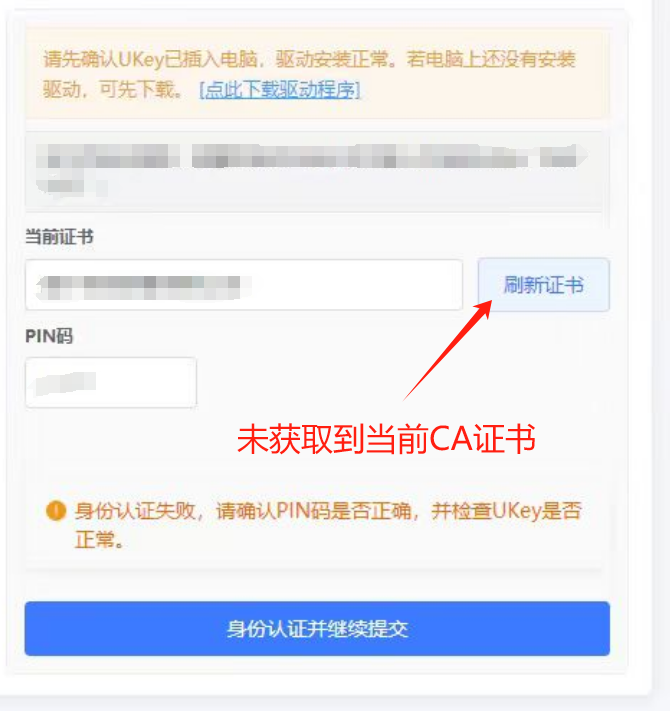 请先确认UKey已插入电脑，驱动安装正常。若电脑上还没有安装
驱动，可先下载。 [点此下载驱动程序]
当前证书
刷新证书
PIN码
未获取到当前CA证书
身份认证失败，请确认PIN码是否正确，并检查UKey是否
正常。
身份认证并继续提交